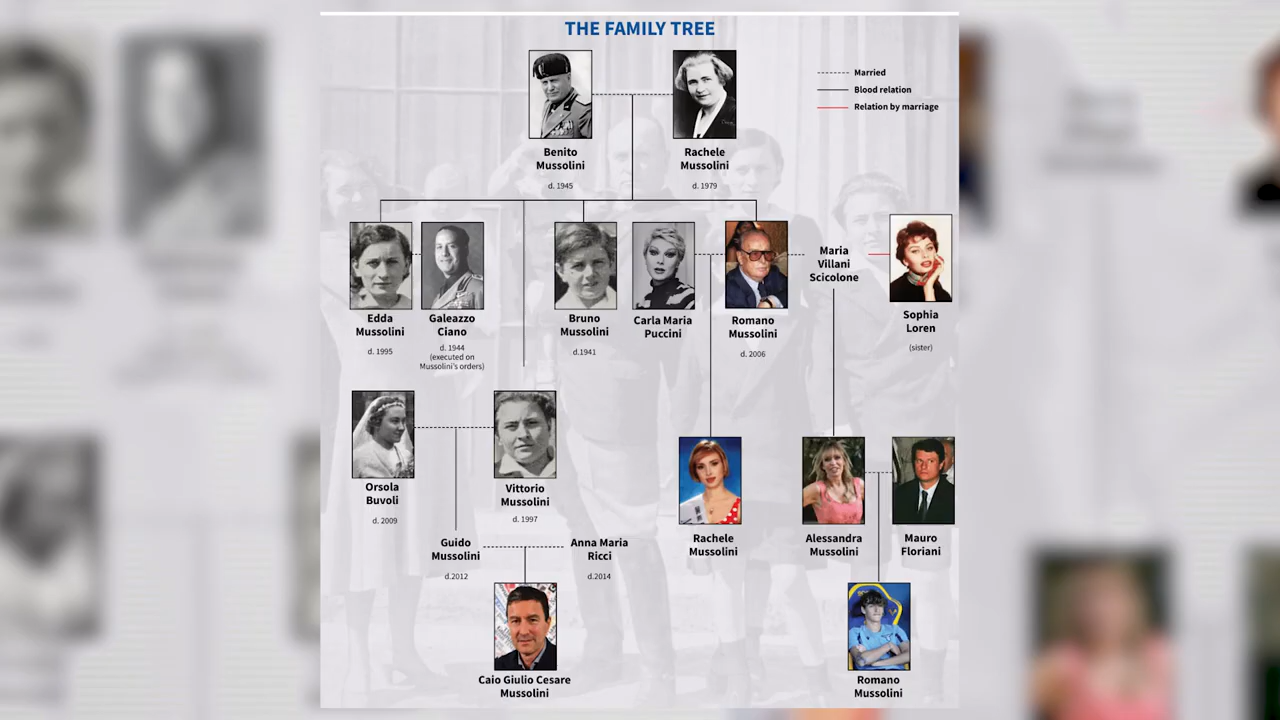 THE FAMILY TREE
Married
Blood relation
Relation by marriage
Benito
Mussolini
d. 1945
Rachele
Mussolini
d. 1979
Edda
Mussolini
d. 1995
Galeazzo
Ciano
d. 1944
(executed on
Mussolini's orders)
Bruno
Mussolini
d.1941
Carla Maria
Puccini
Romano
Mussolini
d. 2006
Maria
Villani
Scicolone
Sophia
Loren
(sister)
Orsola
Buvoli
d. 2009
Vittorio
Mussolini
d. 1997
Guido
Mussolini
d.2012
Anna Maria
Ricci
d.2014
Rachele
Mussolini
Alessandra
Mussolini
Mauro
Floriani
Caio Giulio Cesare
Mussolini
Romano
Mussolini